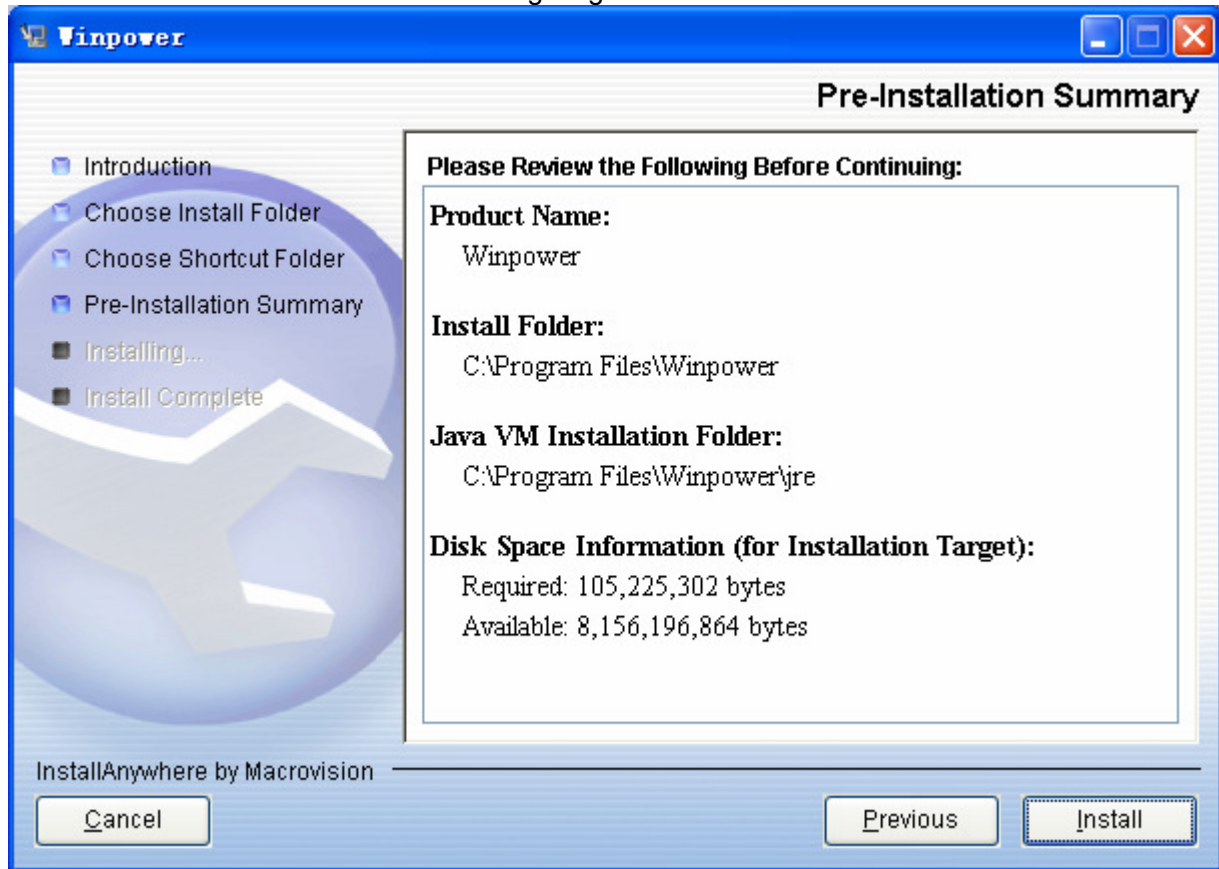 Winpower
Pre-Installation Summary
Introduction
Choose Install Folder
Choose Shortcut Folder
Pre-Installation Summary
Installing...
Install Complete
Please Review the Following Before Continuing:
Product Name:
Winpower
Install Folder:
C:\Program Files\Winpower
Java VM Installation Folder:
C:\Program Files\Winpower\jre
Disk Space Information (for Installation Target):
Required: 105,225,302 bytes
Available: 8,156,196,864 bytes
InstallAnywhere by Macrovision
Cancel
Previous
Install